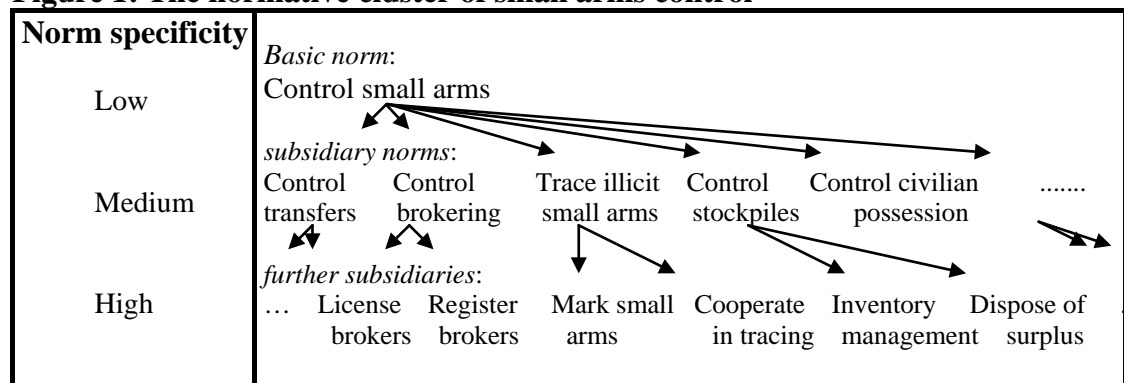 Figure 1: The normative cluster of small arms control
Norm specificity
Basic norm:
Low
Control small arms
subsidiary norms:
Control Control Trace illicit Control Control civilian .......
Medium
transfers brokering small arms stockpiles possession
further subsidiaries:
High
… License Register Mark small Cooperate Inventory Dispose of
brokers brokers arms in tracing management surplus